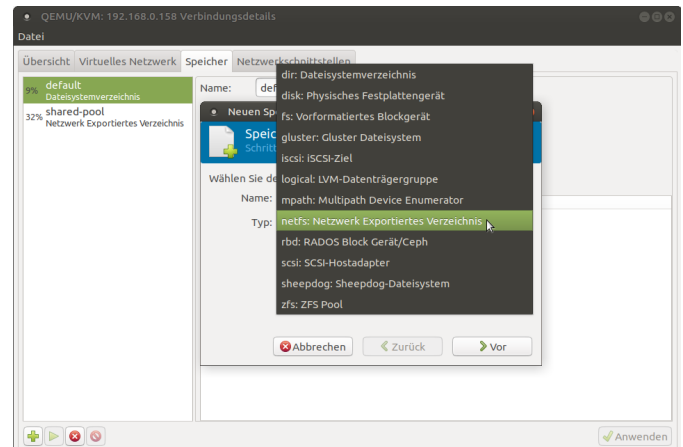 QEMU/KVM: 192.168.0.158 Verbindungsdetails
Datei
Übersicht Virtuelles Netzwerk Speicher Netzwerkschnittstellen
9% default
Dateisystemverzeichnis
32% shared-pool
Netzwerk Exportiertes Verzeichnis
Name: def
Neuen Sp
Speic
Schritt
Wählen Sie de
Name:
Typ:
dir: Dateisystemverzeichnis
disk: Physisches Festplattengerät
fs: Vorformatiertes Blockgerät
gluster: Gluster Dateisystem
iscsi: iSCSI-Ziel
logical: LVM-Datenträgergruppe
mpath: Multipath Device Enumerator
netfs: Netzwerk Exportiertes Verzeichnis
rbd: RADOS Block Gerät/Ceph
scsi: SCSI-Hostadapter
sheepdog: Sheepdog-Dateisystem
zfs: ZFS Pool
Abbrechen Zurück Vor
Anwenden